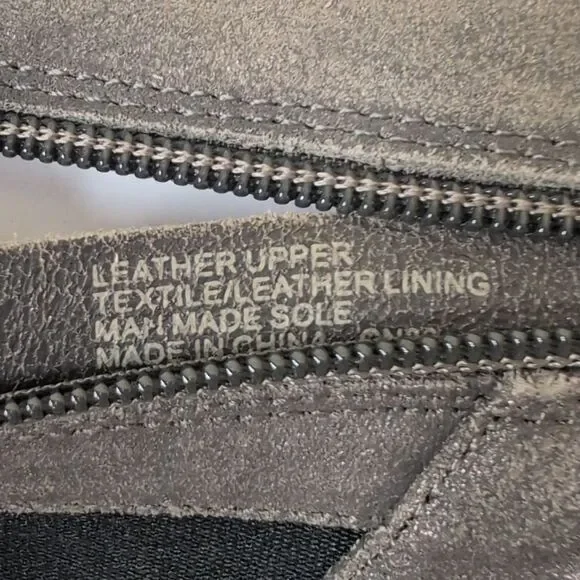 LEATHER UPPER
TEXTILE/LEATHER LINING
MAN MADE SOLE
MADE IN CHINA